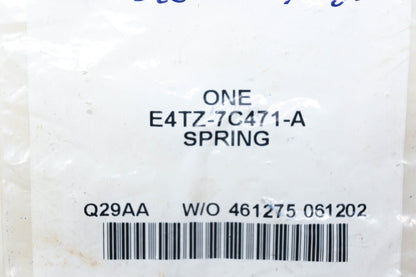 ONE
E4TZ-7C471-A
SPRING
Q29AA W/O 461275 061202